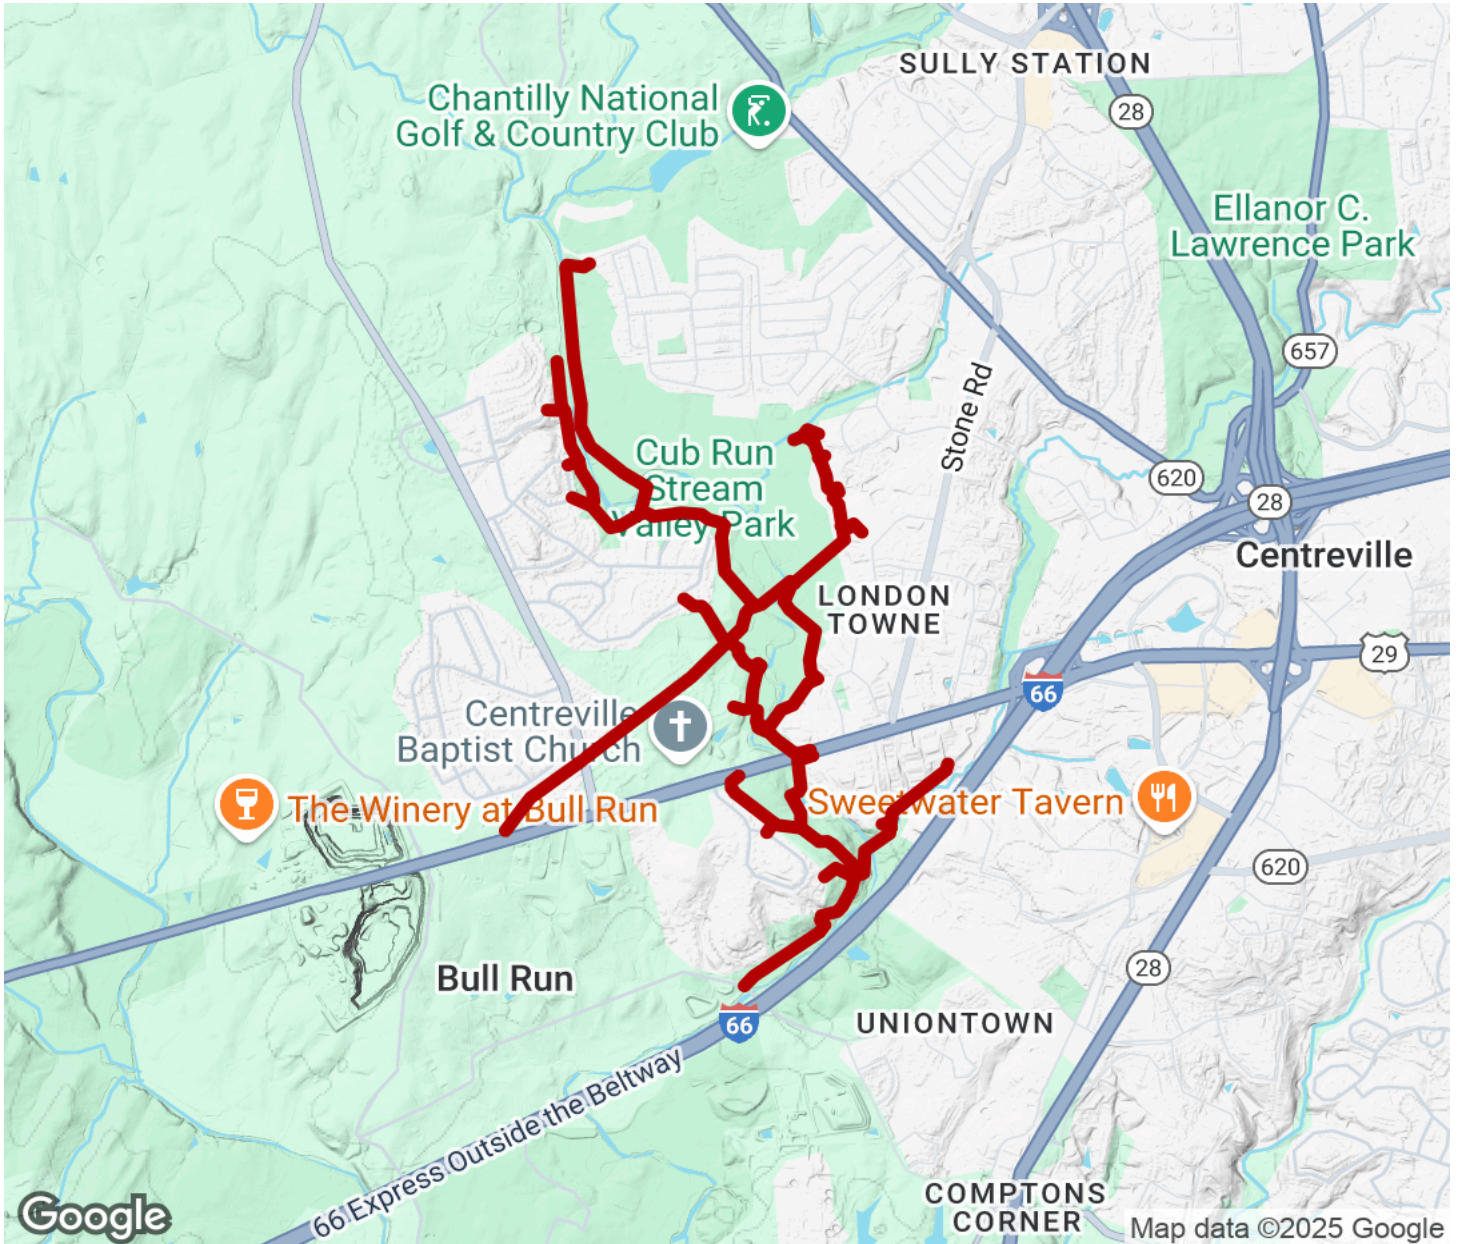 SULLY STATION
Chantilly National
Golf & Country Club
28
Ellanor C.
Lawrence Park
657
Stone Rd
Cub Run
Stream
Valley Park
620
28
Centreville
LONDON
TOWNE
29
66
Centreville
Baptist Church
The Winery at Bull Run
Sweetwater Tavern
620
28
Bull Run
66
UNIONTOWN
66 Express Outside the Beltway
COMPTONS
CORNER
Google
Map data ©2025 Google